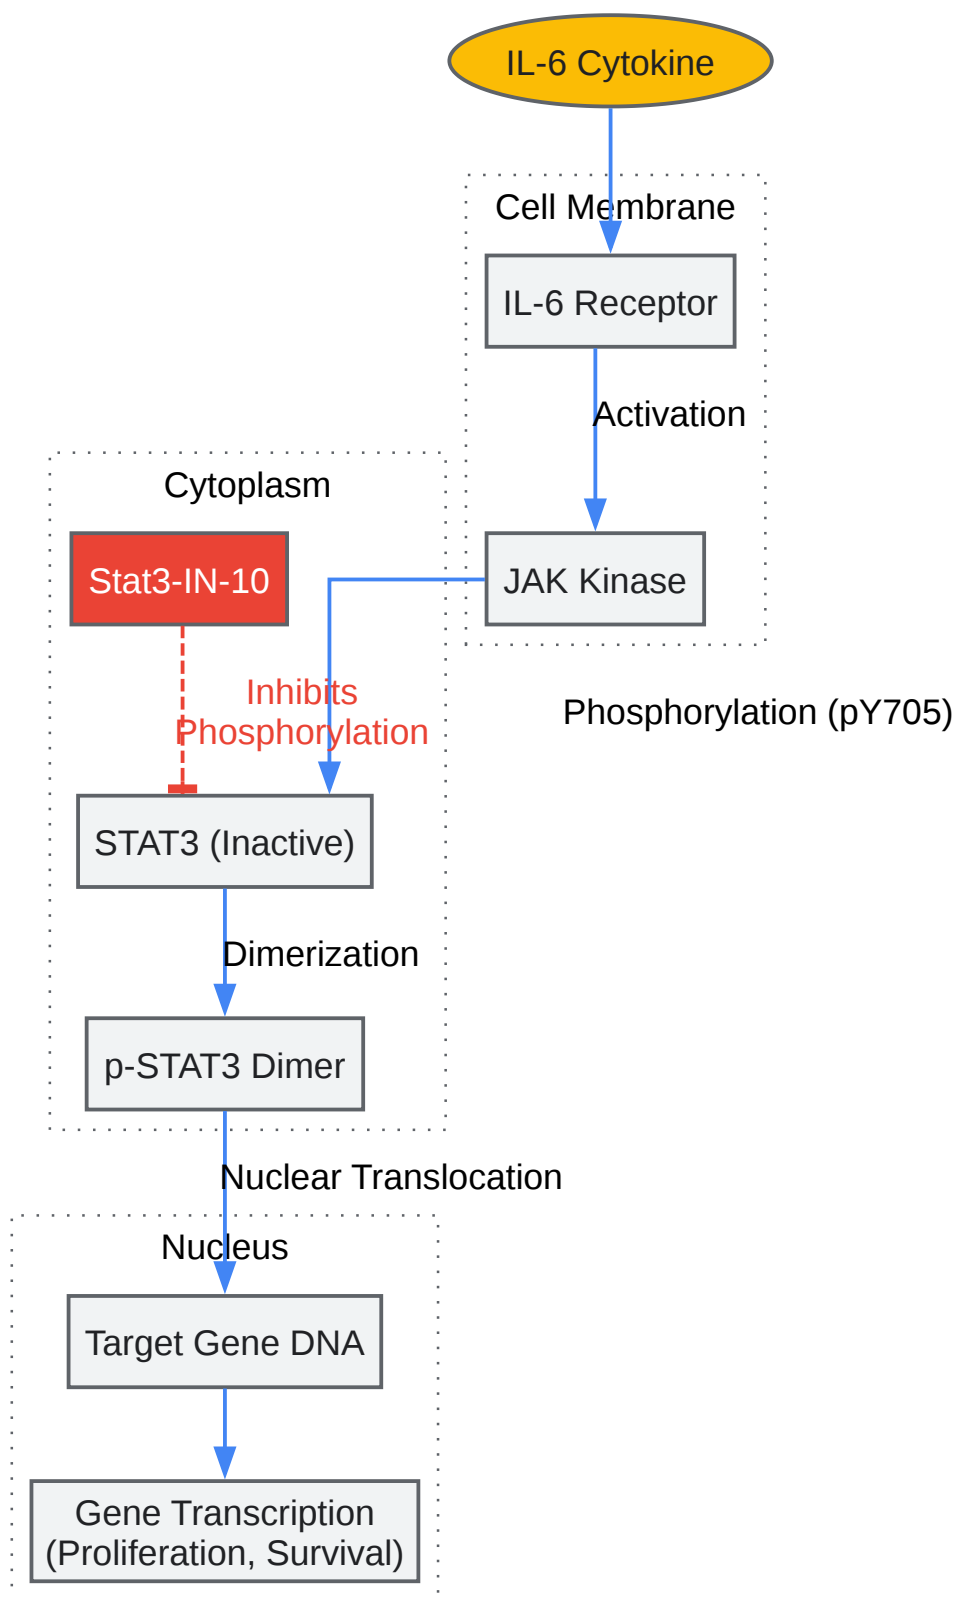 IL-6 Cytokine
Cell Membrane
IL-6 Receptor
Activation
Cytoplasm
Stat3-IN-10
JAK Kinase
Inhibits
Phosphorylation
Phosphorylation (pY705)
STAT3 (Inactive)
Dimerization
p-STAT3 Dimer
Nuclear Translocation
Nucleus
Target Gene DNA
Gene Transcription
(Proliferation, Survival)